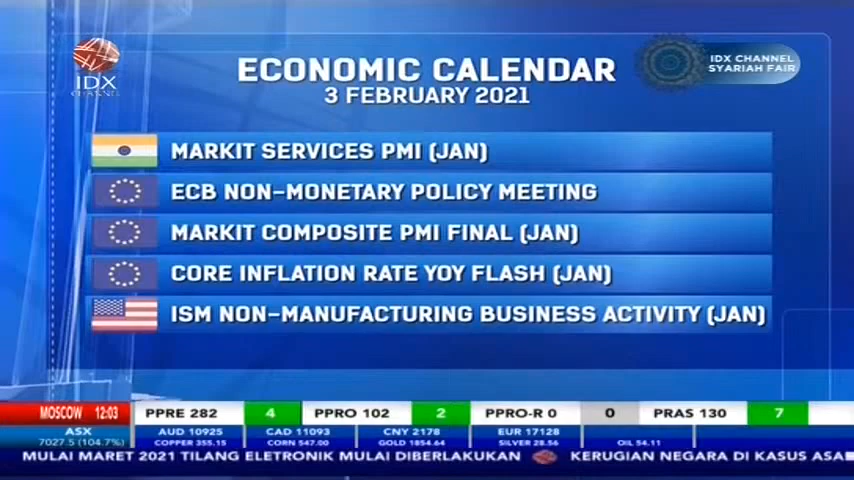 IDX
CHANNEL
ECONOMIC CALENDAR
3 FEBRUARY 2021
IDX CHANNEL
SYARIAH FAIR
MARKIT SERVICES PMI (JAN)
ECB NON-MONETARY POLICY MEETING
MARKIT COMPOSITE PMI FINAL (JAN)
CORE INFLATION RATE YOY FLASH (JAN)
ISM NON-MANUFACTURING BUSINESS ACTIVITY (JAN)
MOSCOW 12:03 PPRE 282 4 PPRO 102 2 PPRO-R 0 0 PRAS 130 7
ASX AUD 10925 CAD 11093 CNY 2178 EUR 17128
7027.5 (104.7%) COPPER 355.15 CORN 547.00 GOLD 1854.64 SILVER 28.56 OIL 54.11
MULAI MARET 2021 TILANG ELETRONIK MULAI DIBERLAKUKAN KERUGIAN NEGARA DI KASUS ASA